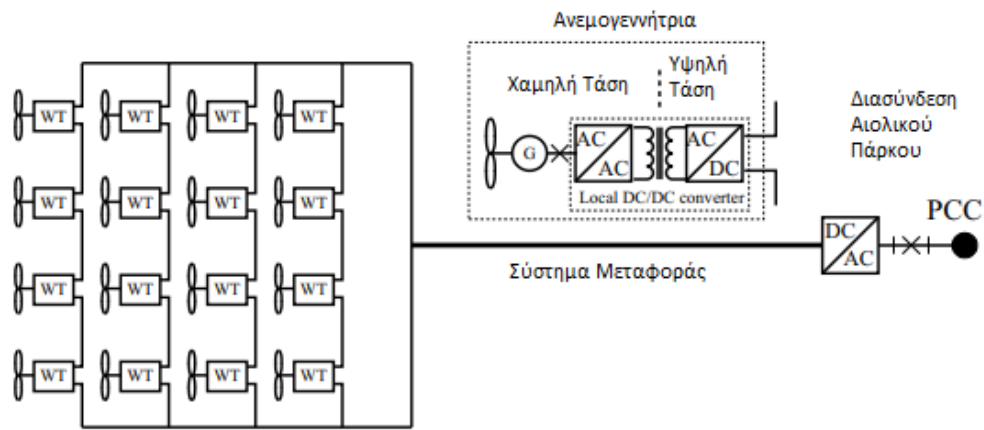 Ανεμογεννήτρια
Χαμηλή Τάση
Υψηλή
Τάση
Διασύνδεση
Αιολικού
Πάρκου
WT WT WT WT
G
AC
AC
AC
DC
Local DC/DC converter
WT WT WT WT
PCC
DC
AC
Σύστημα Μεταφοράς
WT WT WT WT
WT WT WT WT